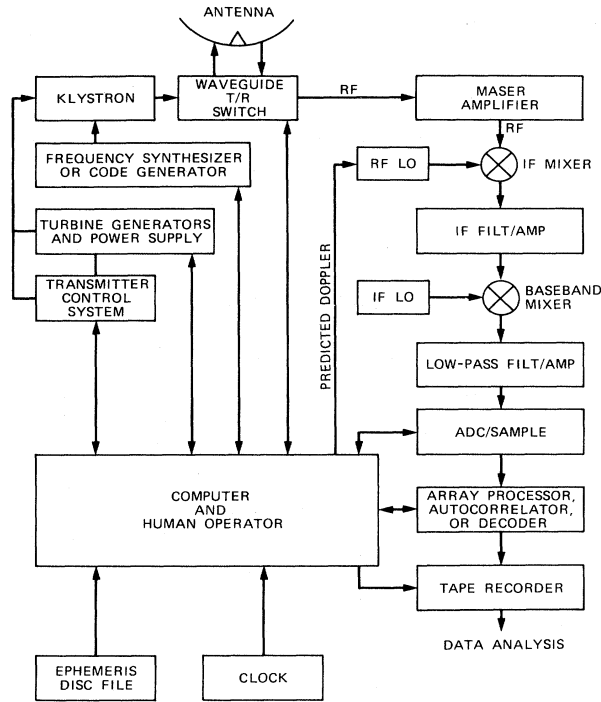 ANTENNA
KLYSTRON
WAVEGUIDE
T/R
SWITCH
RF
MASER
AMPLIFIER
RF
FREQUENCY SYNTHESIZER
OR CODE GENERATOR
RF LO
IF MIXER
TURBINE GENERATORS
AND POWER SUPPLY
IF FILT/AMP
TRANSMITTER
CONTROL
SYSTEM
PREDICTED DOPPLER
IF LO
BASEBAND
MIXER
LOW-PASS FILT/AMP
ADC/SAMPLE
COMPUTER
AND
HUMAN OPERATOR
ARRAY PROCESSOR,
AUTOCORRELATOR,
OR DECODER
TAPE RECORDER
DATA ANALYSIS
EPHEMERIS
DISC FILE
CLOCK